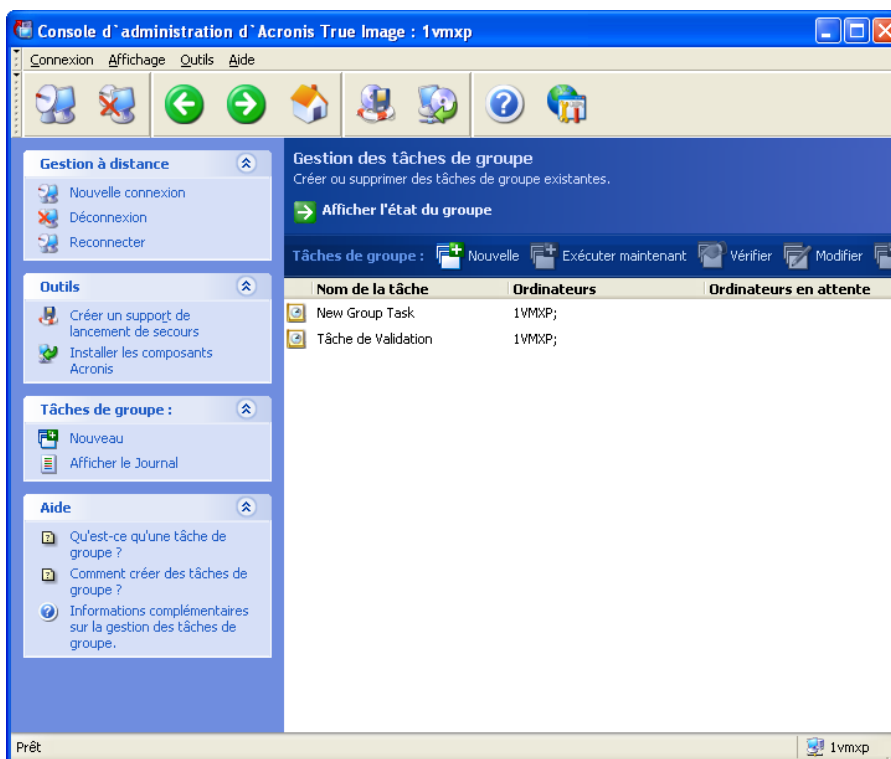 Console d`administration d`Acronis True Image : 1vmxp
Connexion Affichage Outils Aide
Gestion à distance
Nouvelle connexion
Déconnexion
Reconnecter
Outils
Créer un support de
lancement de secours
Installer les composants
Acronis
Tâches de groupe :
Nouveau
Afficher le Journal
Aide
Qu'est-ce qu'une tâche de
groupe ?
Comment créer des tâches de
groupe ?
Informations complémentaires
sur la gestion des tâches de
groupe.
Gestion des tâches de groupe
Créer ou supprimer des tâches de groupe existantes.
Afficher l'état du groupe
Tâches de groupe : Nouvelle Exécuter maintenant Vérifier Modifier
Nom de la tâche Ordinateurs Ordinateurs en attente
New Group Task 1VMXP;
Tâche de Validation 1VMXP;
Prêt 1vmxp